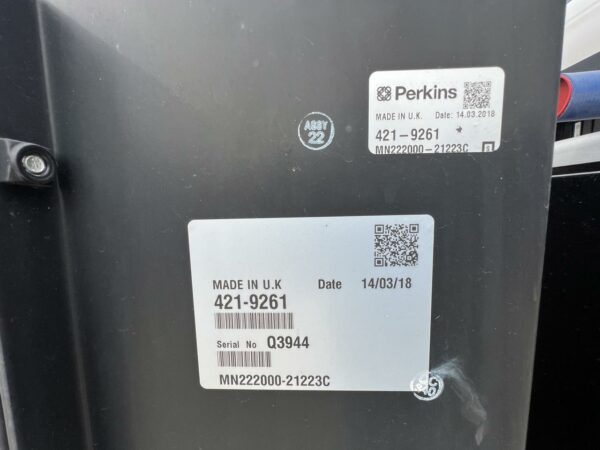 Perkins
MADE IN U.K. Date: 14.03.2018
421-9261
MN222000-21223C
ASSY
22
MADE IN U.K Date 14/03/18
421-9261
Serial No Q3944
MN222000-21223C